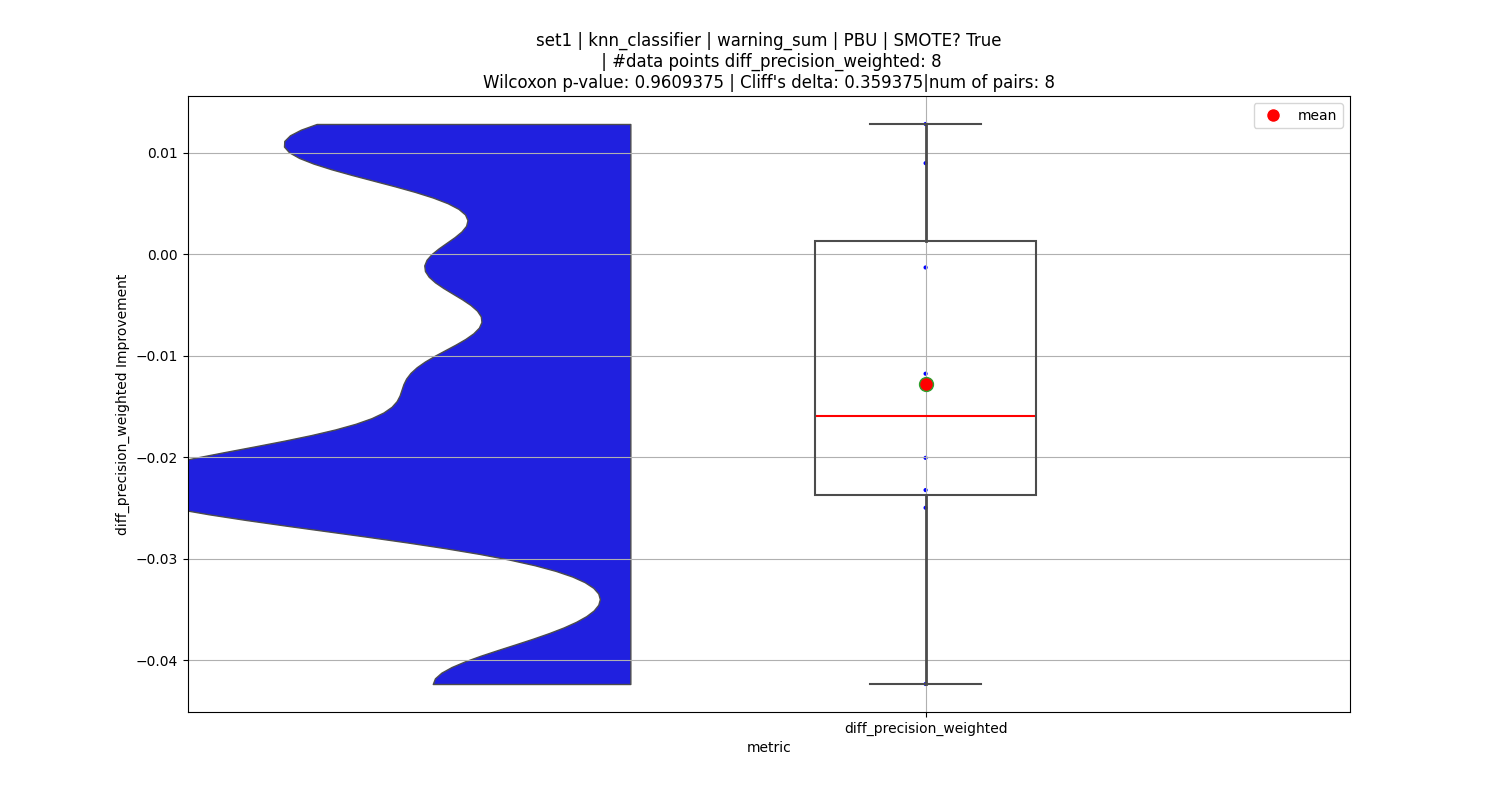 set1 | knn_classifier | warning_sum | PBU | SMOTE? True
| #data points diff_precision_weighted: 8
Wilcoxon p-value: 0.9609375 | Cliff's delta: 0.359375|num of pairs: 8
mean
0.01
0.00
−0.01
−0.02
−0.03
−0.04
diff_precision_weighted Improvement
diff_precision_weighted
metric